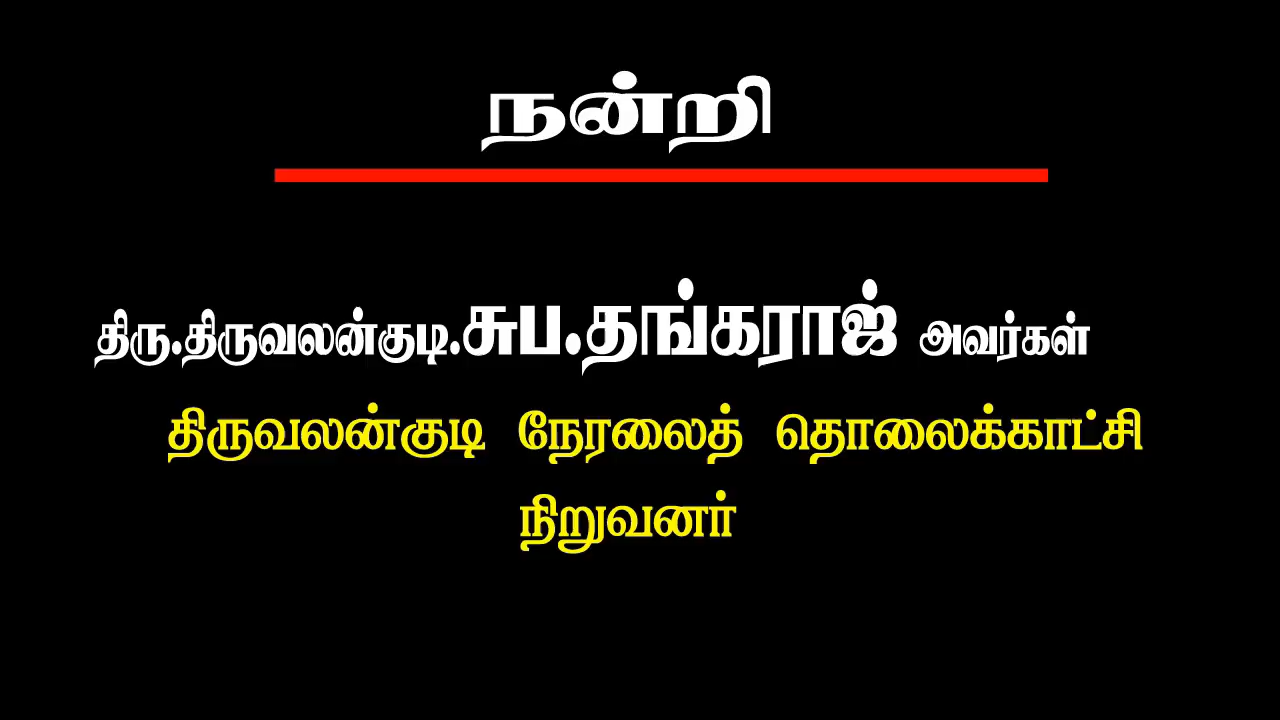 நன்றி
திரு.திருவலன்குடி.சுப.தங்கராஜ் அவர்கள்
திருவலன்குடி நேரலைத் தொலைக்காட்சி
நிறுவனர்